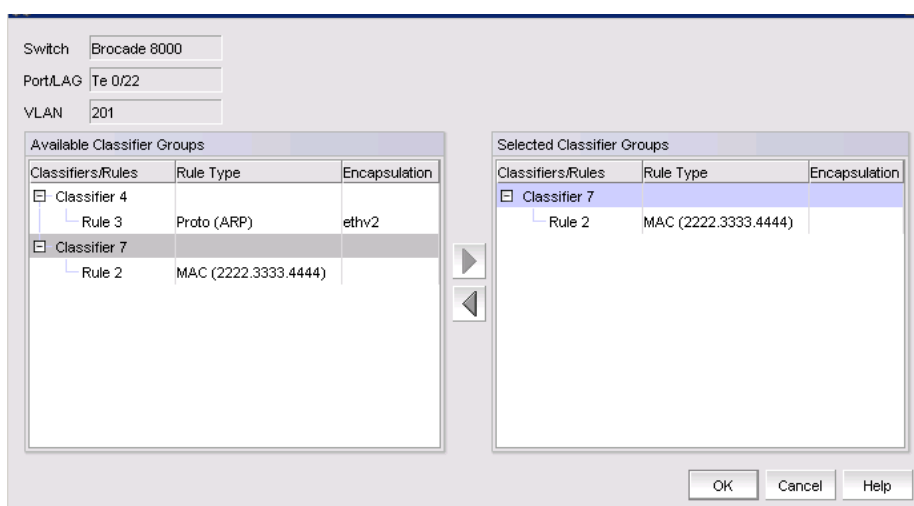 Switch Brocade 8000
Port/LAG Te 0/22
VLAN 201
Available Classifier Groups
Classifiers/Rules Rule Type Encapsulation
Classifier 4
Rule 3 Proto (ARP) ethv2
Classifier 7
Rule 2 MAC (2222.3333.4444)
Selected Classifier Groups
Classifiers/Rules Rule Type Encapsulation
Classifier 7
Rule 2 MAC (2222.3333.4444)
OK Cancel Help